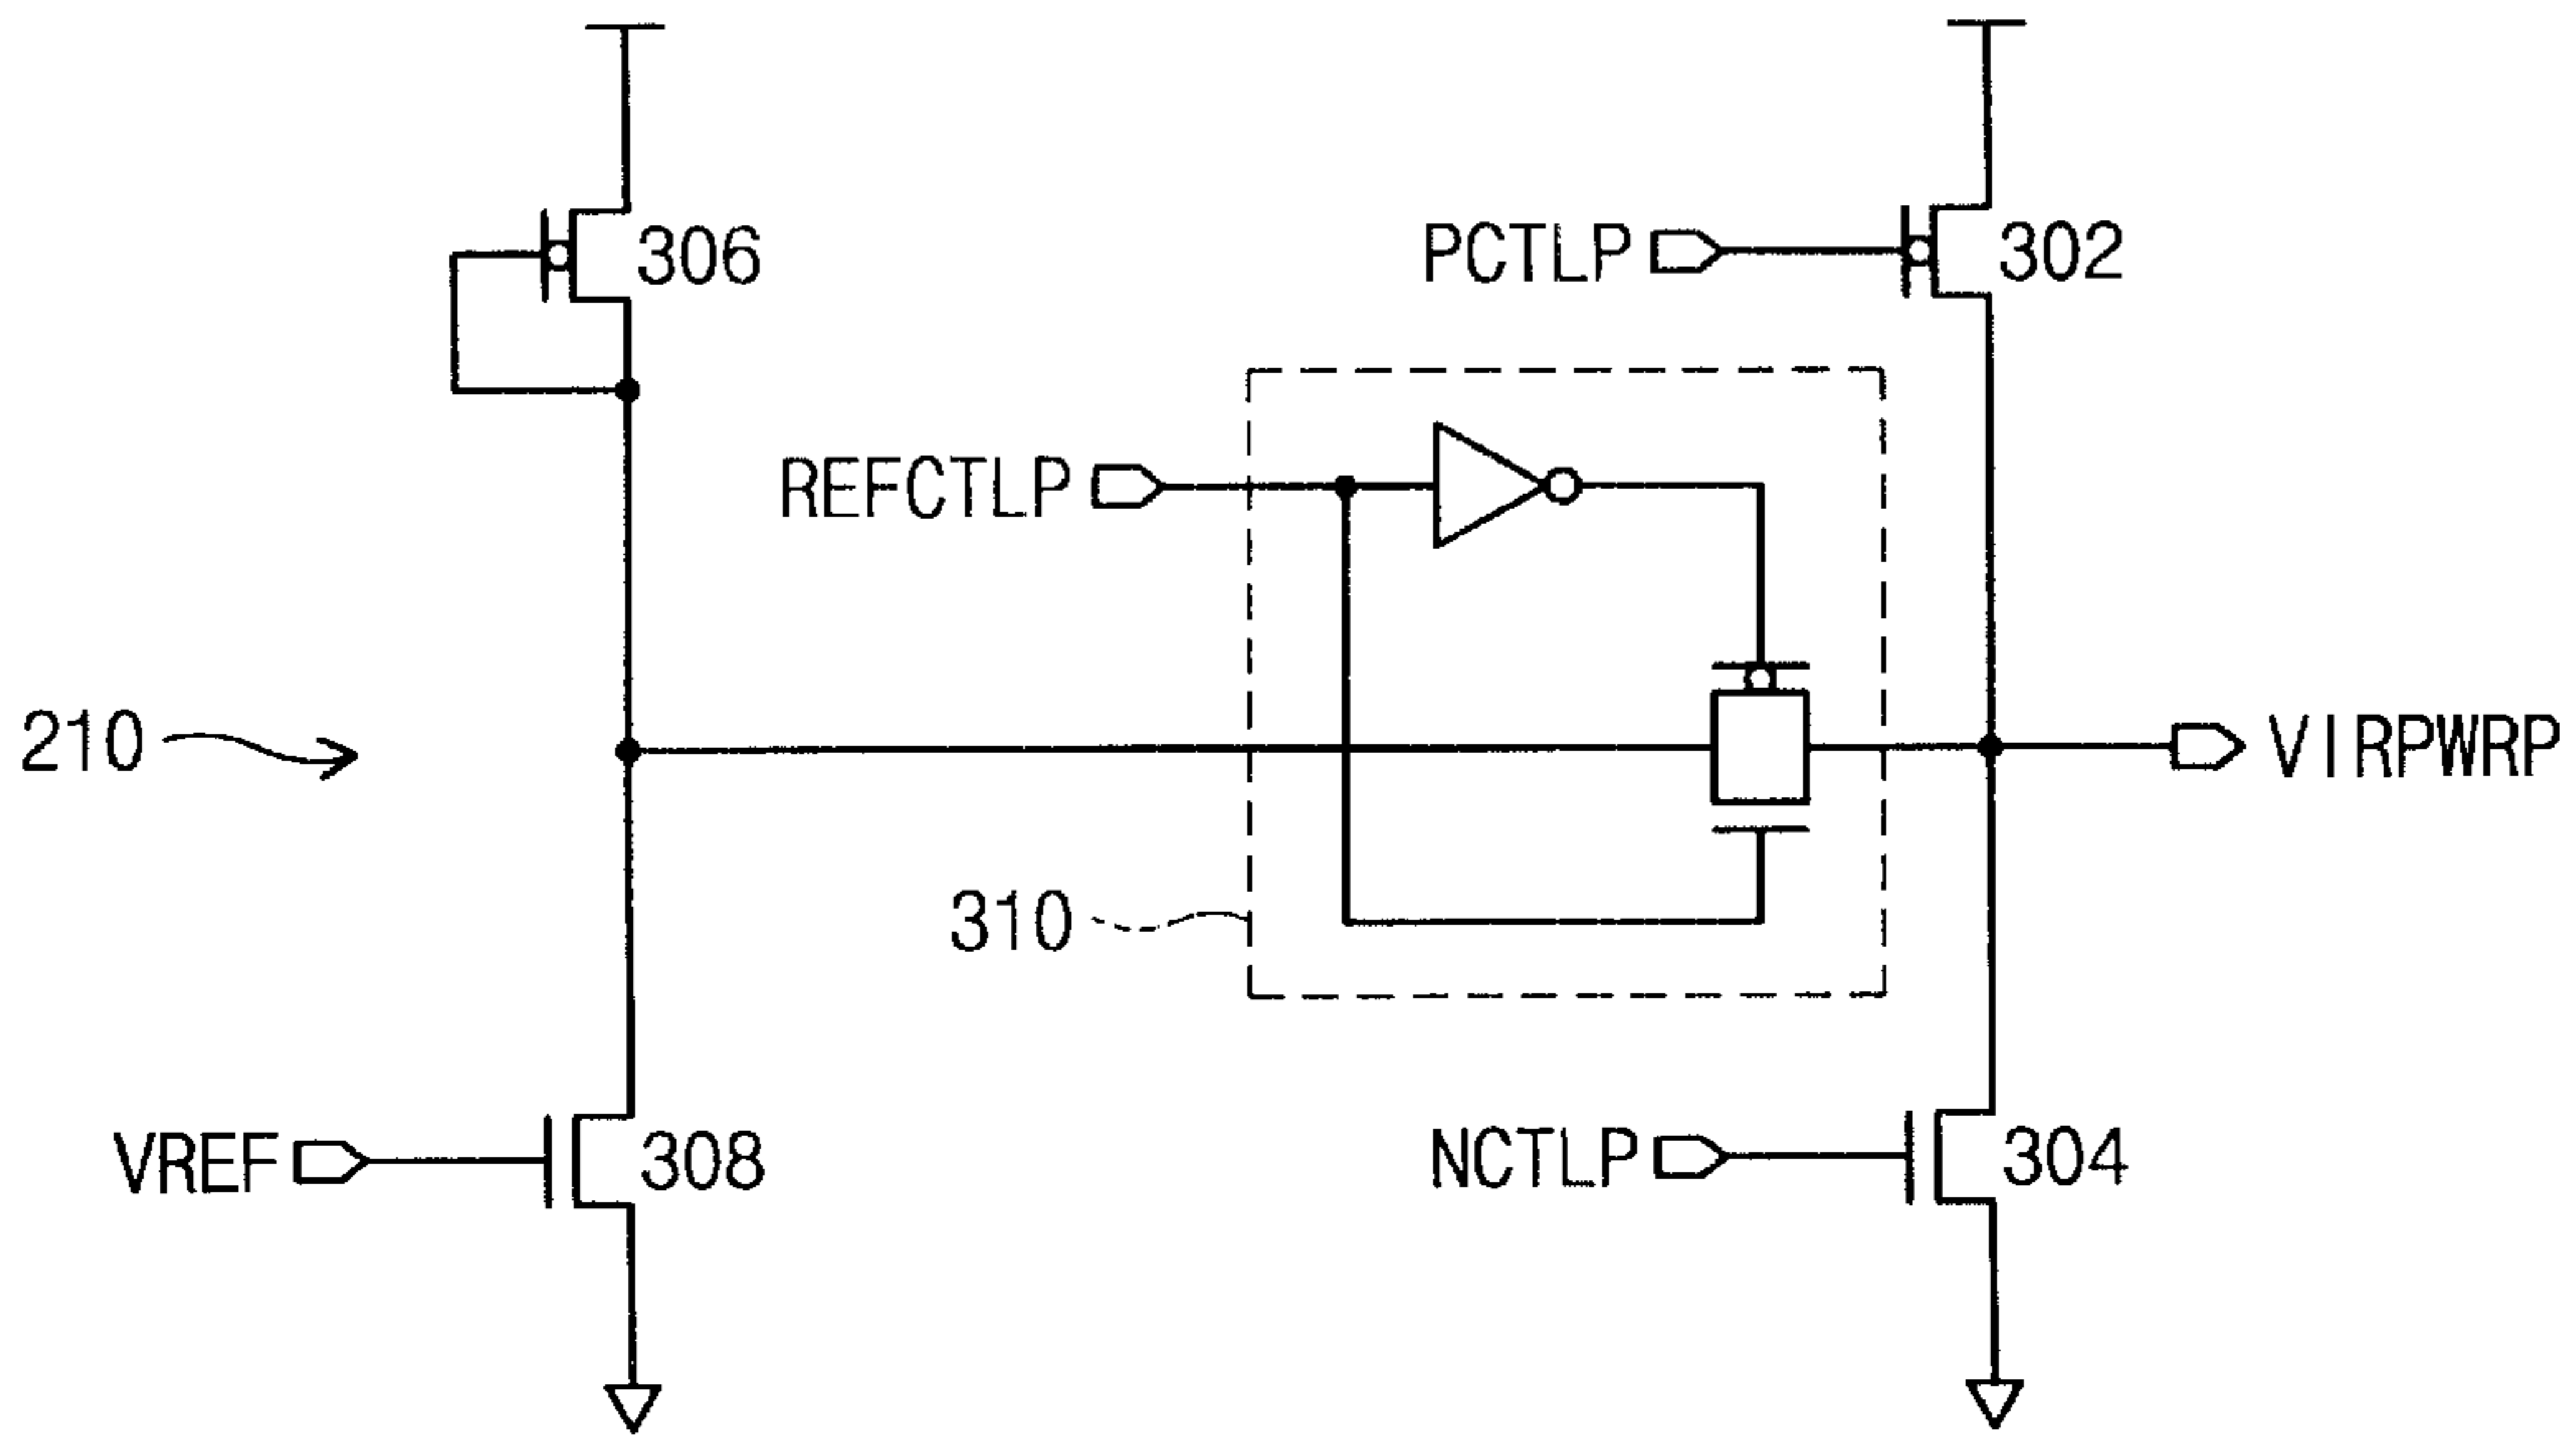 306
PCTLP
302
REFCTLP
210
VIRPWRP
310
VREF
308
NCTLP
304